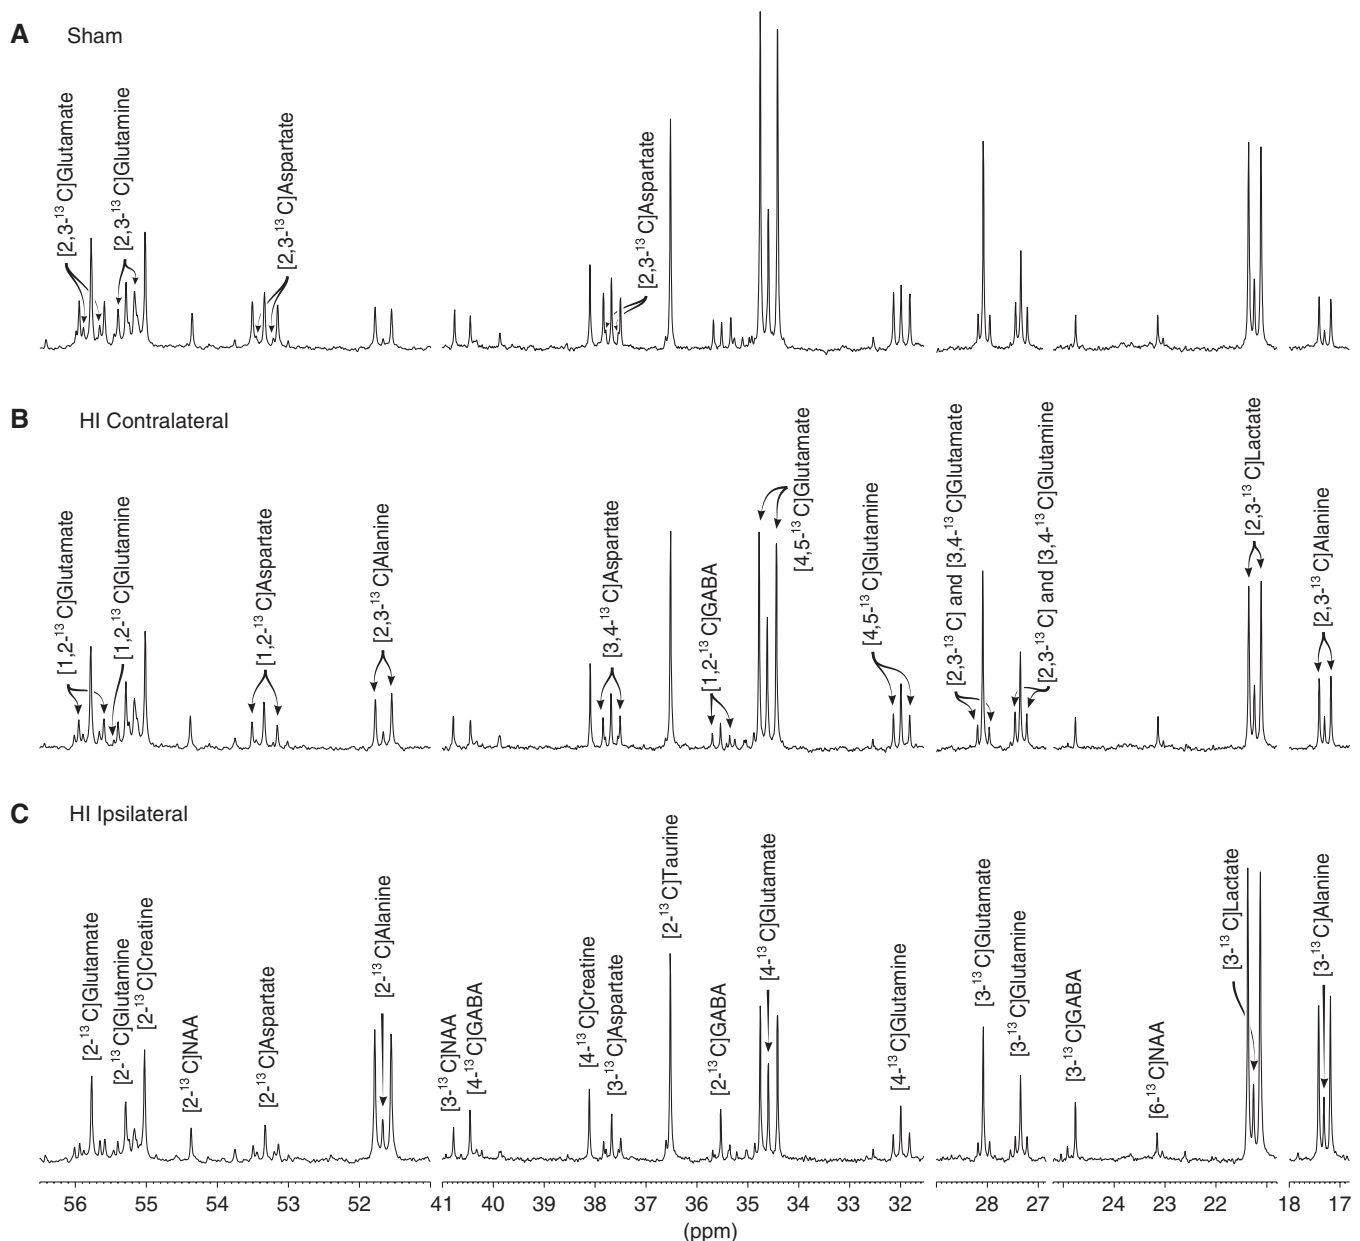 A Sham
[2,3-¹³C]Glutamate
[2,3-¹³C]Glutamine
[2,3-¹³C]Aspartate
[2,3-¹³C]Aspartate
B HI Contralateral
[1,2-¹³C]Glutamate
[1,2-¹³C]Glutamine
[1,2-¹³C]Aspartate
[2,3-¹³C]Alanine
[3,4-¹³C]Aspartate
[1,2-¹³C]GABA
[4,5-¹³C]Glutamate
[4,5-¹³C]Glutamine
[2,3-¹³C] and [3,4-¹³C]Glutamate
[2,3-¹³C] and [3,4-¹³C]Glutamine
[2,3-¹³C]Lactate
[2,3-¹³C]Alanine
C HI Ipsilateral
[2-¹³C]Glutamate
[2-¹³C]Glutamine
[2-¹³C]Creatine
[2-¹³C]NAA
[2-¹³C]Aspartate
[2-¹³C]Alanine
[3-¹³C]NAA
[4-¹³C]GABA
[4-¹³C]Creatine
[3-¹³C]Aspartate
[2-¹³C]Taurine
[2-¹³C]GABA
[4-¹³C]Glutamate
[4-¹³C]Glutamine
[3-¹³C]Glutamate
[3-¹³C]Glutamine
[3-¹³C]GABA
[6-¹³C]NAA
[3-¹³C]Lactate
[3-¹³C]Alanine
56 55 54 53 52 41 40 39 38 37 36 35 34 33 32 28 27 24 22 18 17
(ppm)